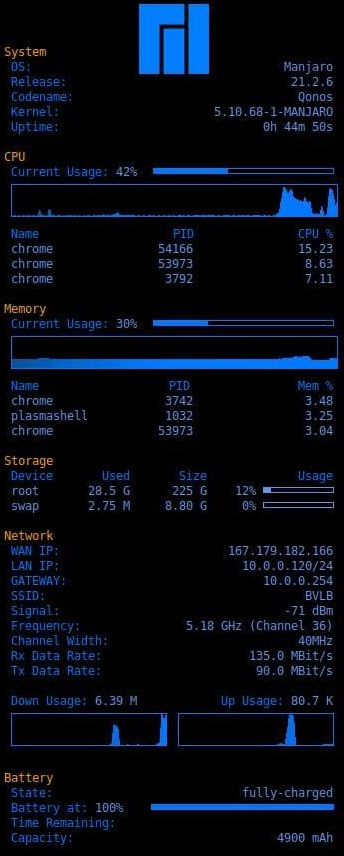 System
OS: Manjaro
Release: 21.2.6
Codename: Qonos
Kernel: 5.10.68-1-MANJARO
Uptime: 0h 44m 50s
CPU
Current Usage: 42%
Name PID CPU %
chrome 54166 15.23
chrome 53973 8.63
chrome 3792 7.11
Memory
Current Usage: 30%
Name PID Mem %
chrome 3742 3.48
plasmashell 1032 3.25
chrome 53973 3.04
Storage
Device Used Size Usage
root 28.5 G 225 G 12%
swap 2.75 M 8.80 G 0%
Network
WAN IP: 167.179.182.166
LAN IP: 10.0.0.120/24
GATEWAY: 10.0.0.254
SSID: BVLB
Signal: -71 dBm
Frequency: 5.18 GHz (Channel 36)
Channel Width: 40MHz
Rx Data Rate: 135.0 MBit/s
Tx Data Rate: 90.0 MBit/s
Down Usage: 6.39 M Up Usage: 80.7 K
Battery
State: fully-charged
Battery at: 100%
Time Remaining:
Capacity: 4900 mAh